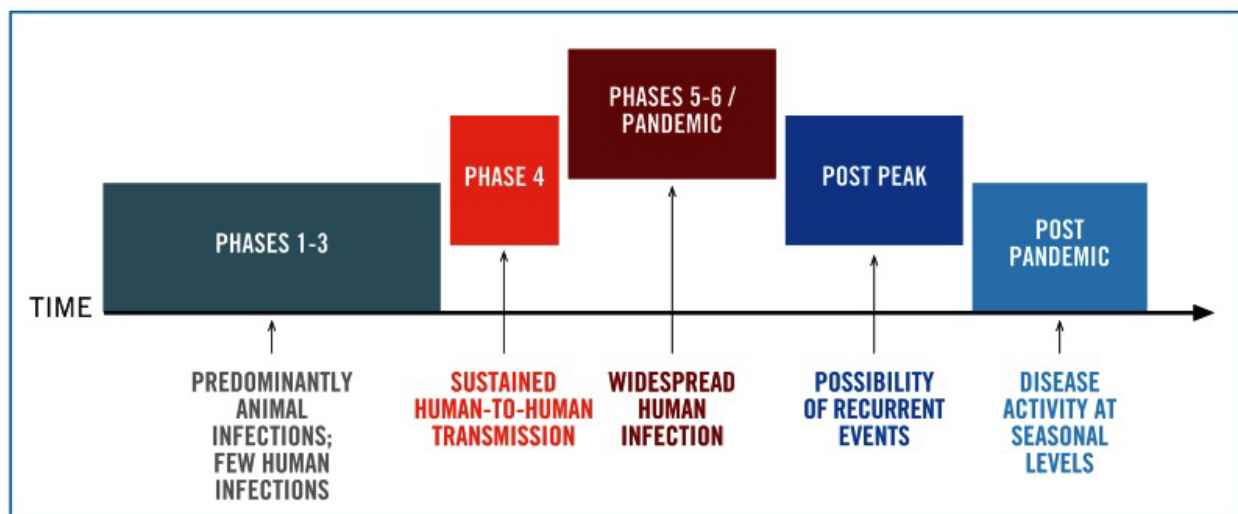 PHASES 5-6 /
PANDEMIC
PHASE 4
POST PEAK
PHASES 1-3
POST
PANDEMIC
TIME
PREDOMINANTLY
ANIMAL
INFECTIONS;
FEW HUMAN
INFECTIONS
SUSTAINED
HUMAN-TO-HUMAN
TRANSMISSION
WIDESPREAD
HUMAN
INFECTION
POSSIBILITY
OF RECURRENT
EVENTS
DISEASE
ACTIVITY AT
SEASONAL
LEVELS